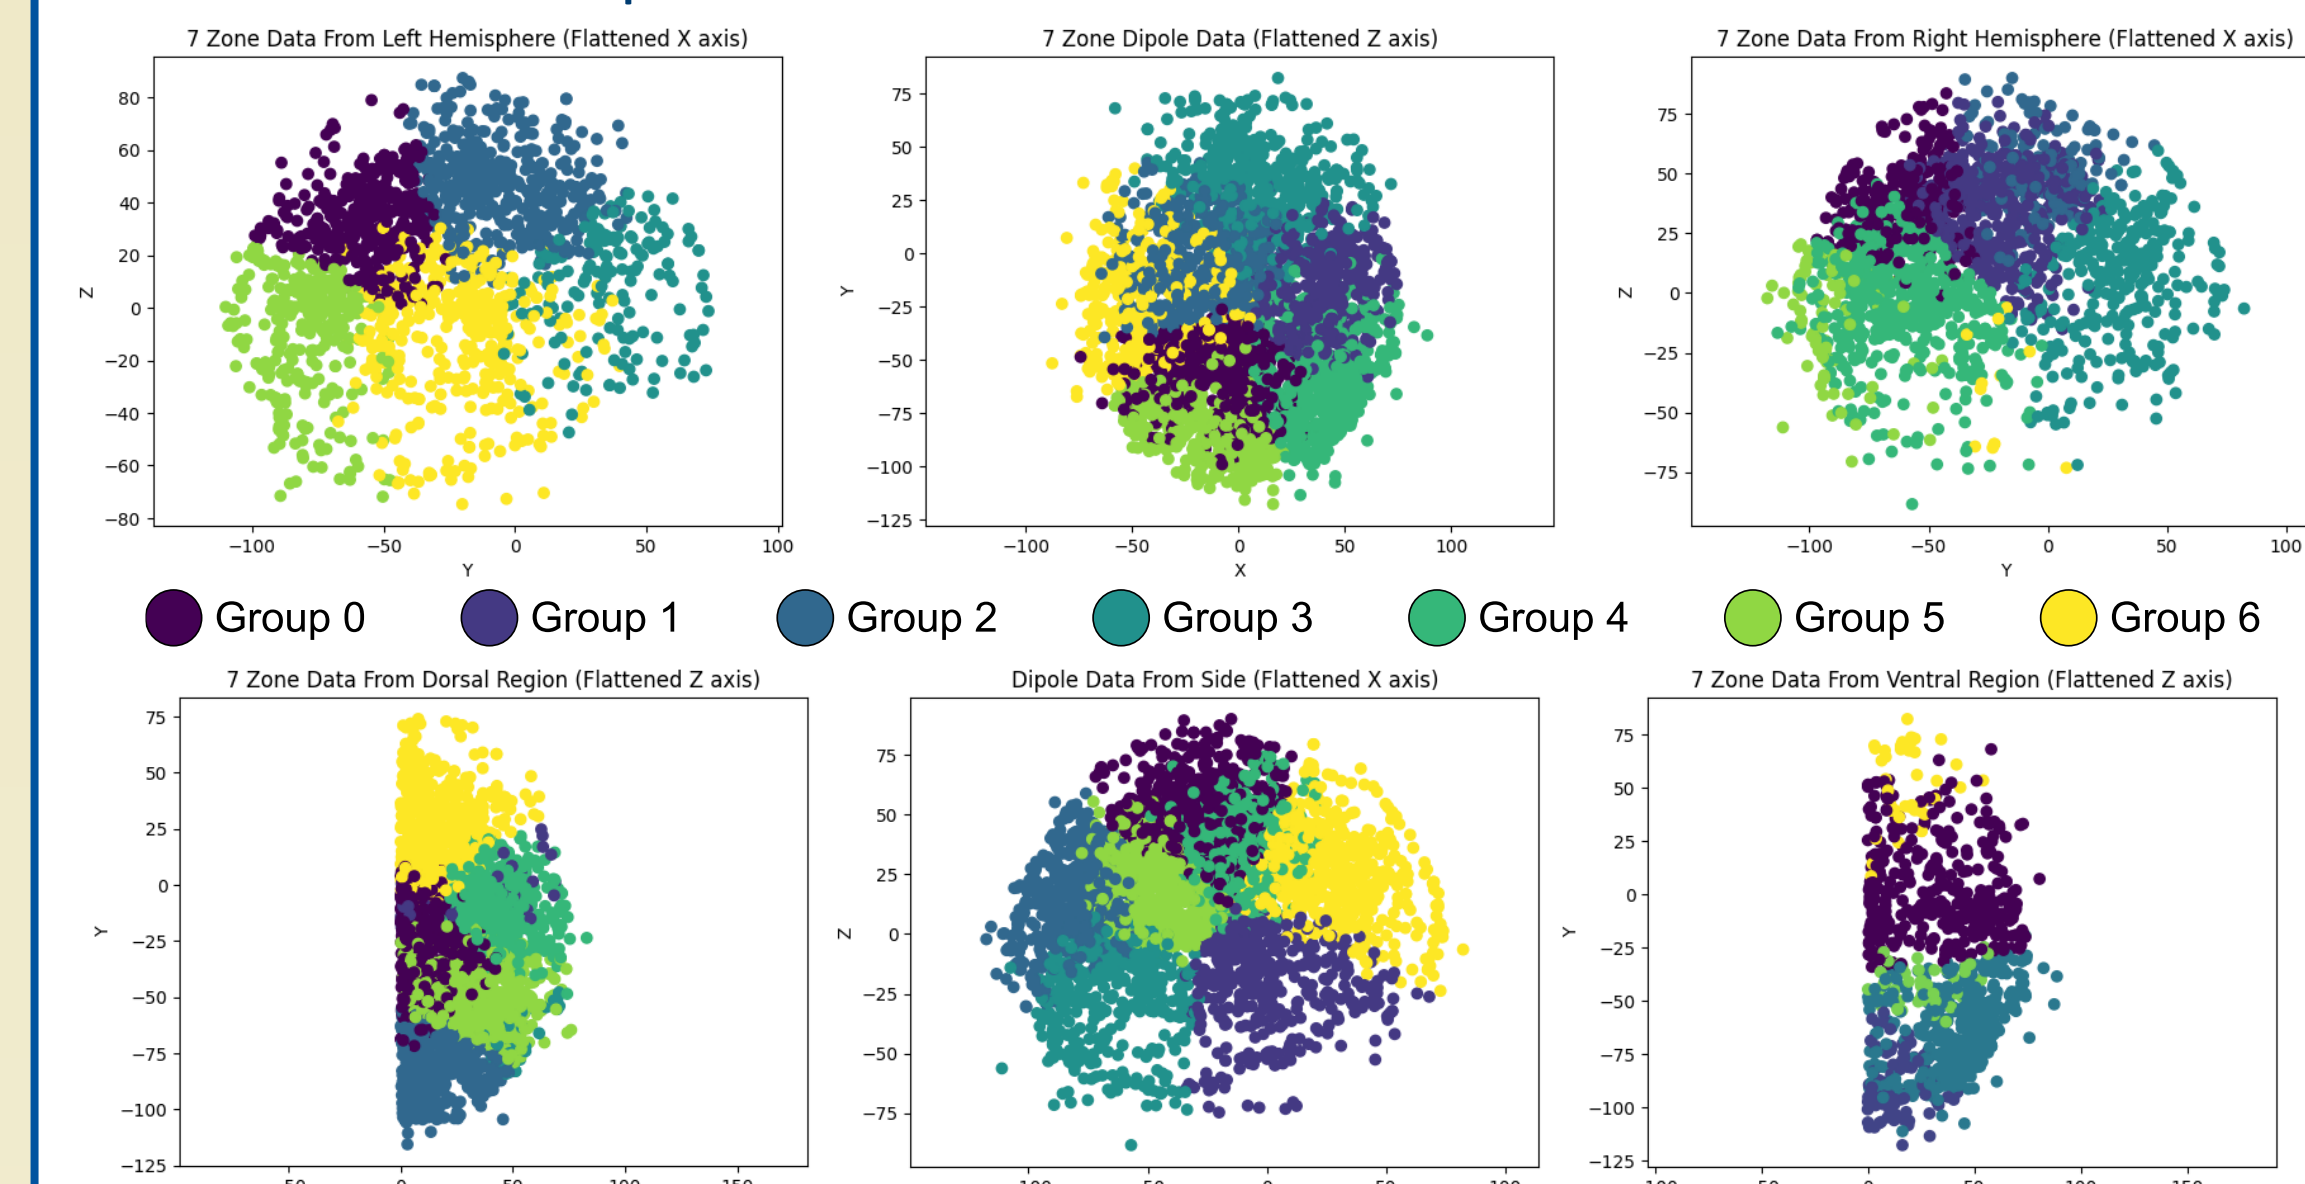 7 Zone Data From Left Hemisphere (Flattened X axis)
80
60
40
20
0
−20
−40
−60
−80
Z
−100
−50
0
50
100
Y
7 Zone Dipole Data (Flattened Z axis)
75
50
25
0
−25
−50
−75
−100
−125
Y
−100
−50
0
50
100
X
7 Zone Data From Right Hemisphere (Flattened X axis)
75
50
25
0
−25
−50
−75
Z
−100
−50
0
50
100
Y
Group 0
Group 1
Group 2
Group 3
Group 4
Group 5
Group 6
7 Zone Data From Dorsal Region (Flattened Z axis)
75
50
25
0
−25
−50
−75
−100
−125
Y
Dipole Data From Side (Flattened X axis)
75
50
25
0
−25
−50
−75
Z
7 Zone Data From Ventral Region (Flattened Z axis)
75
50
25
0
−25
−50
−75
−100
−125
Y